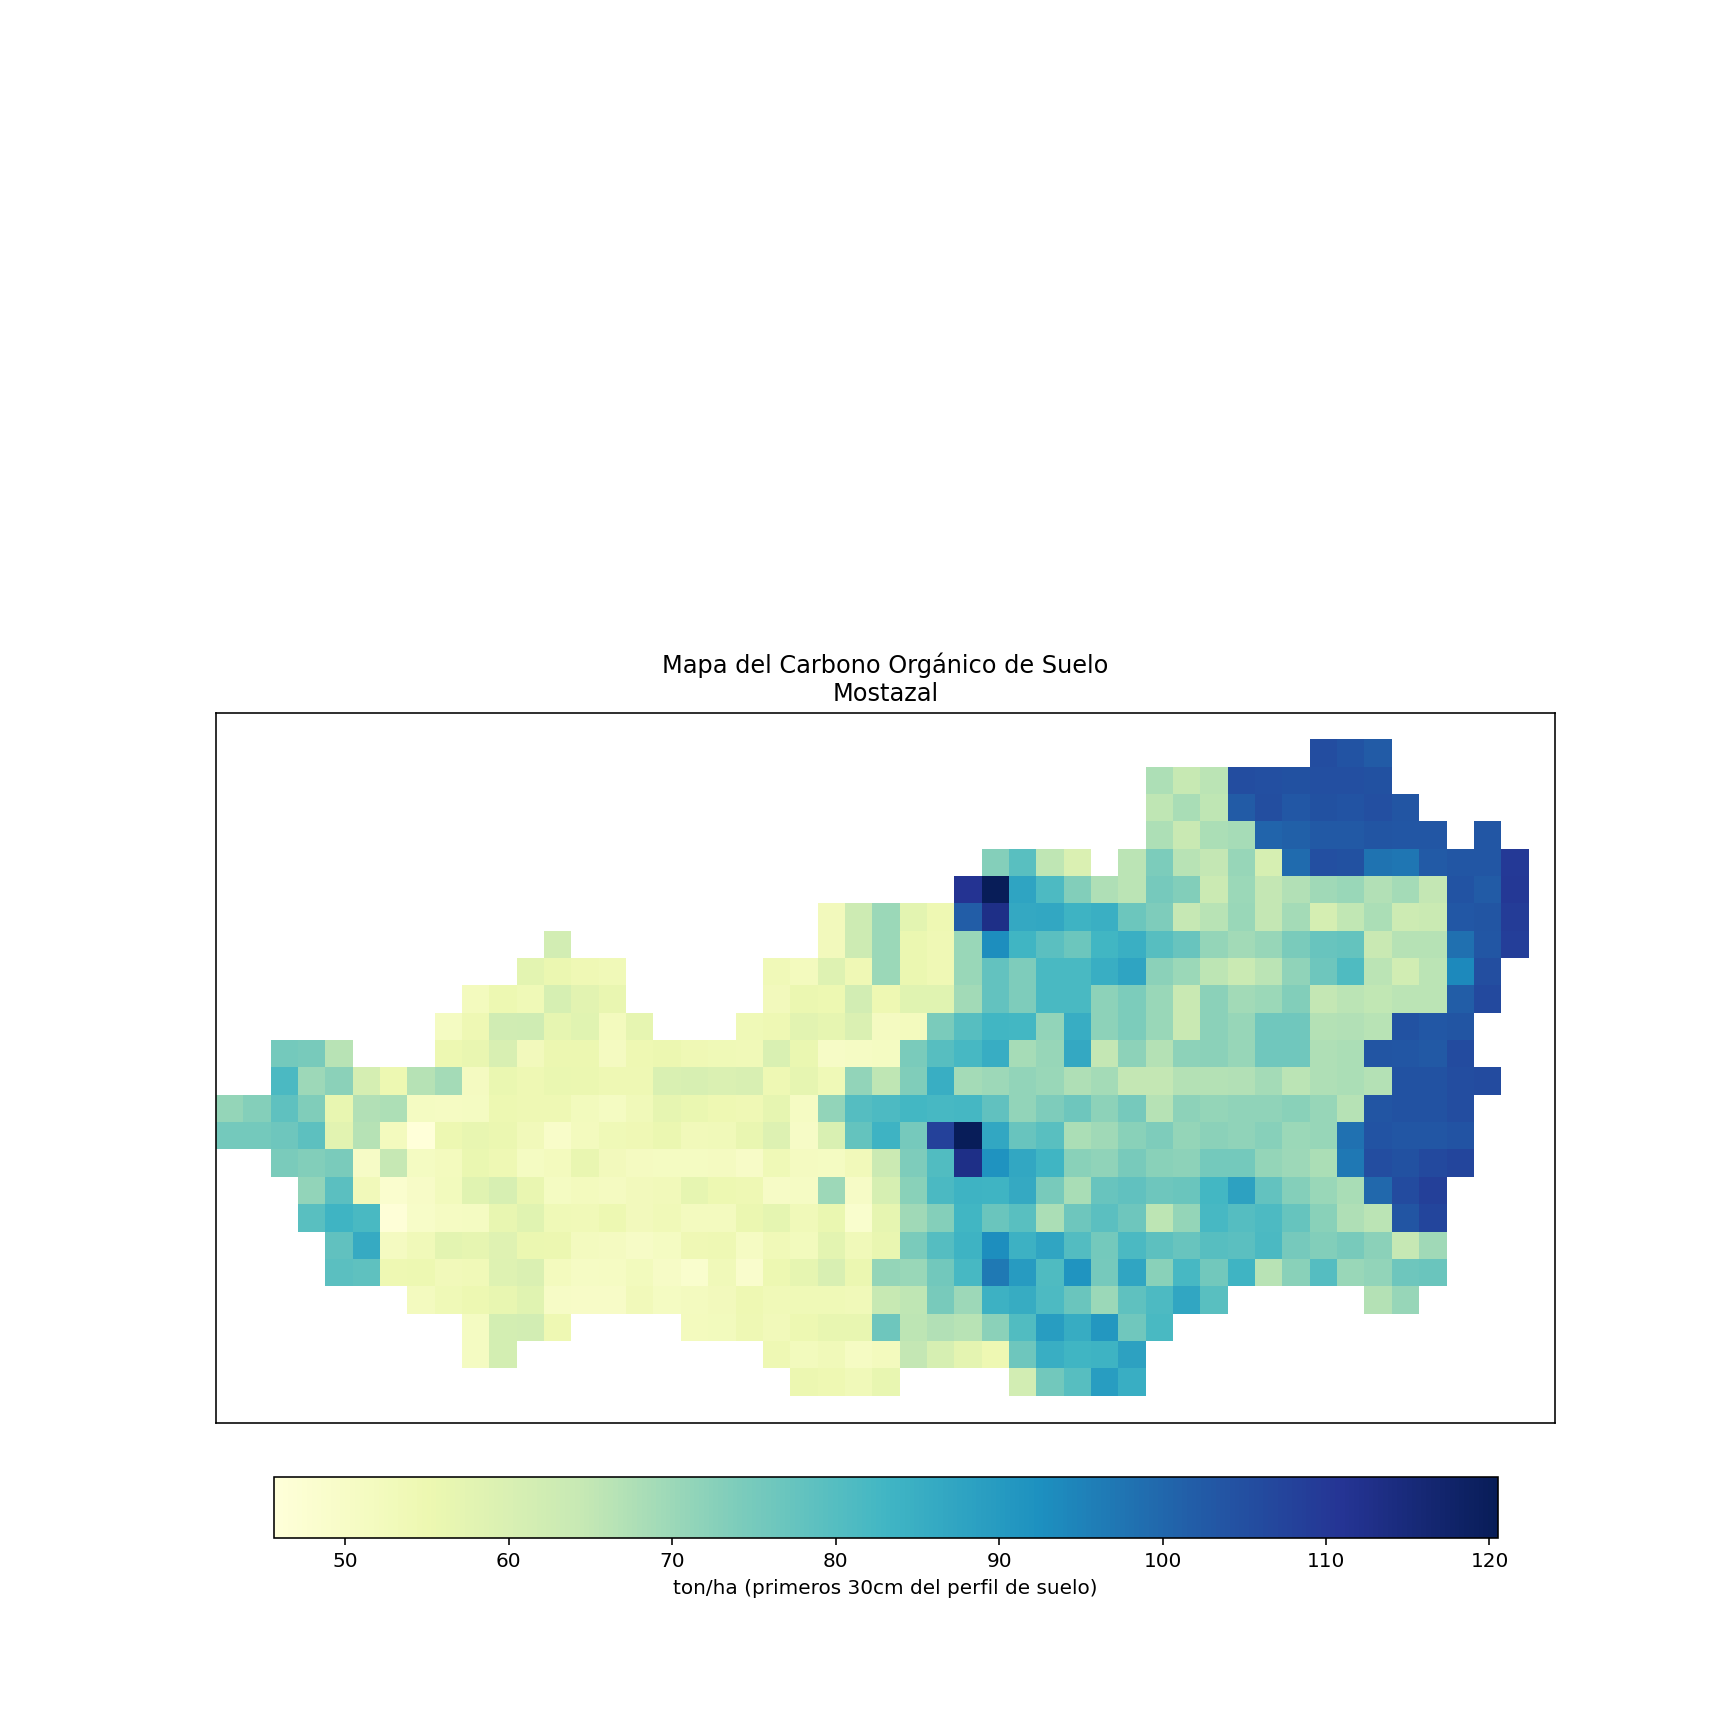 Mapa del Carbono Orgánico de Suelo
Mostazal
50 60 70 80 90 100 110 120
ton/ha (primeros 30cm del perfil de suelo)